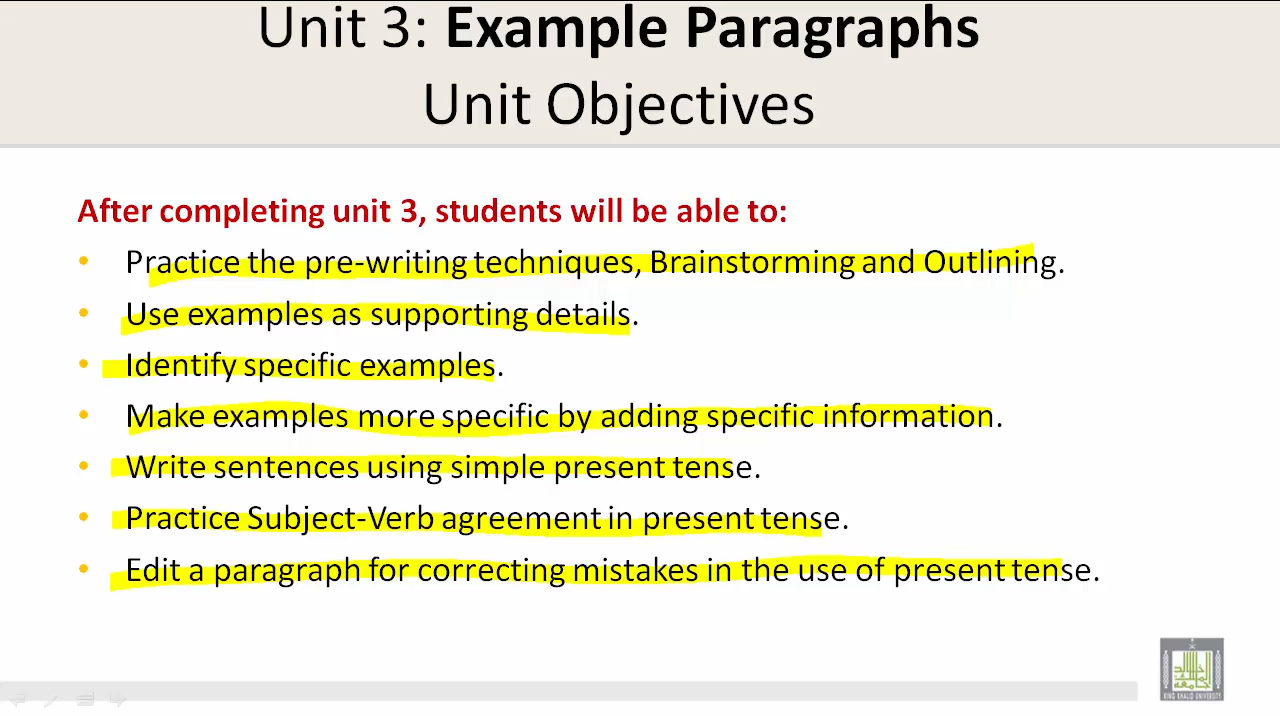 Unit 3: Example Paragraphs
Unit Objectives
After completing unit 3, students will be able to:
• Practice the pre-writing techniques, Brainstorming and Outlining.
• Use examples as supporting details.
• Identify specific examples.
• Make examples more specific by adding specific information.
• Write sentences using simple present tense.
• Practice Subject-Verb agreement in present tense.
• Edit a paragraph for correcting mistakes in the use of present tense.
KING KHALID UNIVERSITY